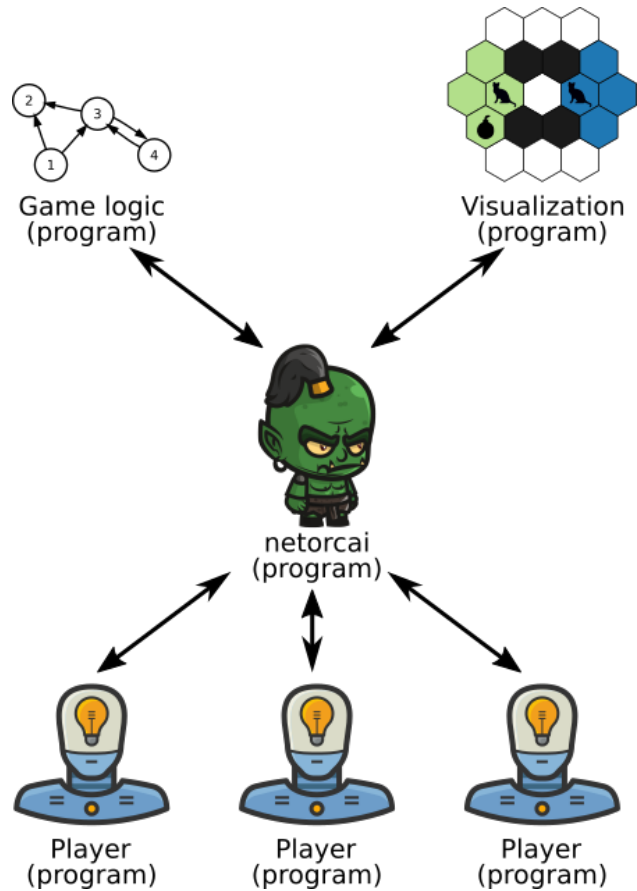 2
3
1
4
Game logic
(program)
Visualization
(program)
netorcai
(program)
Player
(program)
Player
(program)
Player
(program)